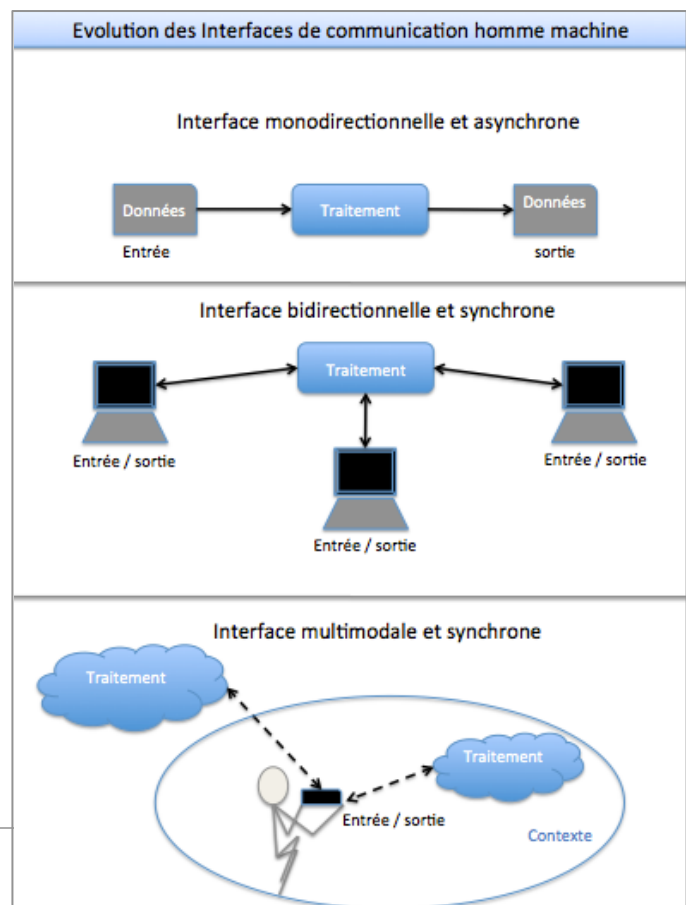 Evolution des Interfaces de communication homme machine
Interface monodirectionnelle et asynchrone
Données
Traitement
Données
Entrée
sortie
Interface bidirectionnelle et synchrone
Traitement
Entrée / sortie
Entrée / sortie
Entrée / sortie
Interface multimodale et synchrone
Traitement
Traitement
Entrée / sortie
Contexte